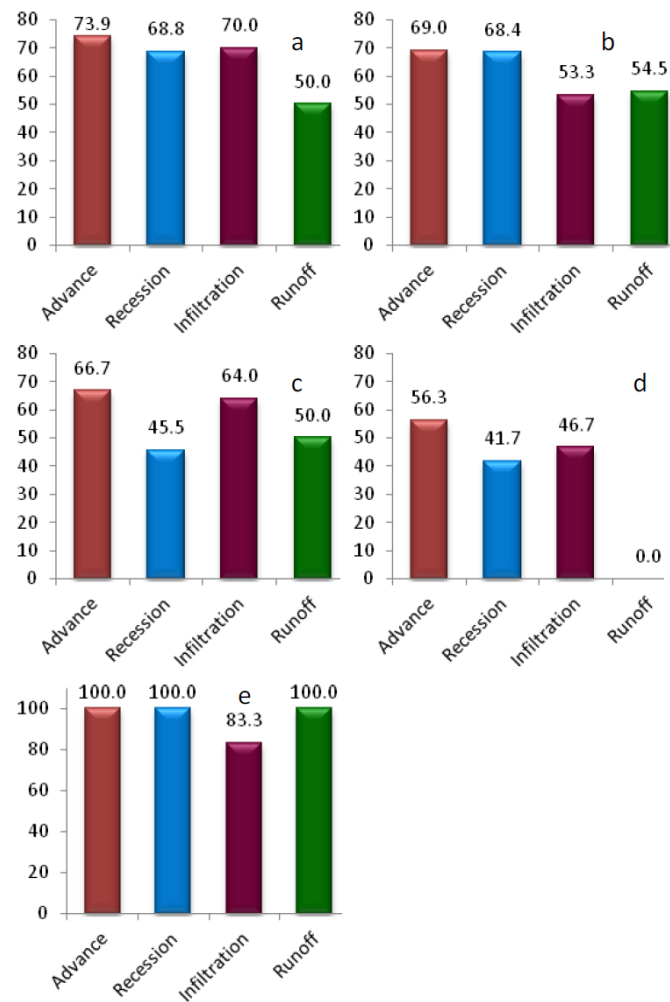 80
70
60
50
40
30
20
10
0
73.9
68.8
70.0
50.0
a
Advance
Recession
Infiltration
Runoff
80
70
60
50
40
30
20
10
0
69.0
68.4
53.3
54.5
b
Advance
Recession
Infiltration
Runoff
80
70
60
50
40
30
20
10
0
66.7
45.5
64.0
50.0
c
Advance
Recession
Infiltration
Runoff
80
70
60
50
40
30
20
10
0
56.3
41.7
46.7
0.0
d
Advance
Recession
Infiltration
Runoff
100
80
60
40
20
0
100.0
100.0
83.3
100.0
e
Advance
Recession
Infiltration
Runoff